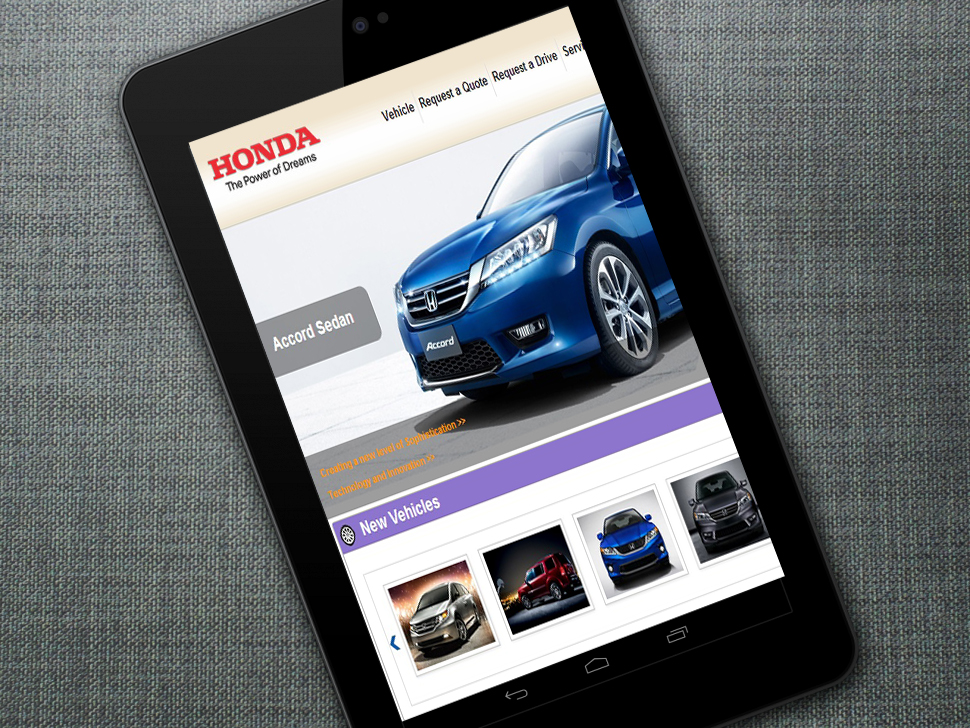 Vehicle Request a Quote Request a Drive
HONDA
The Power of Dreams
Accord Sedan
Accord
Creating a new level of Sophistication >>
Technology and Innovation >>
New Vehicles